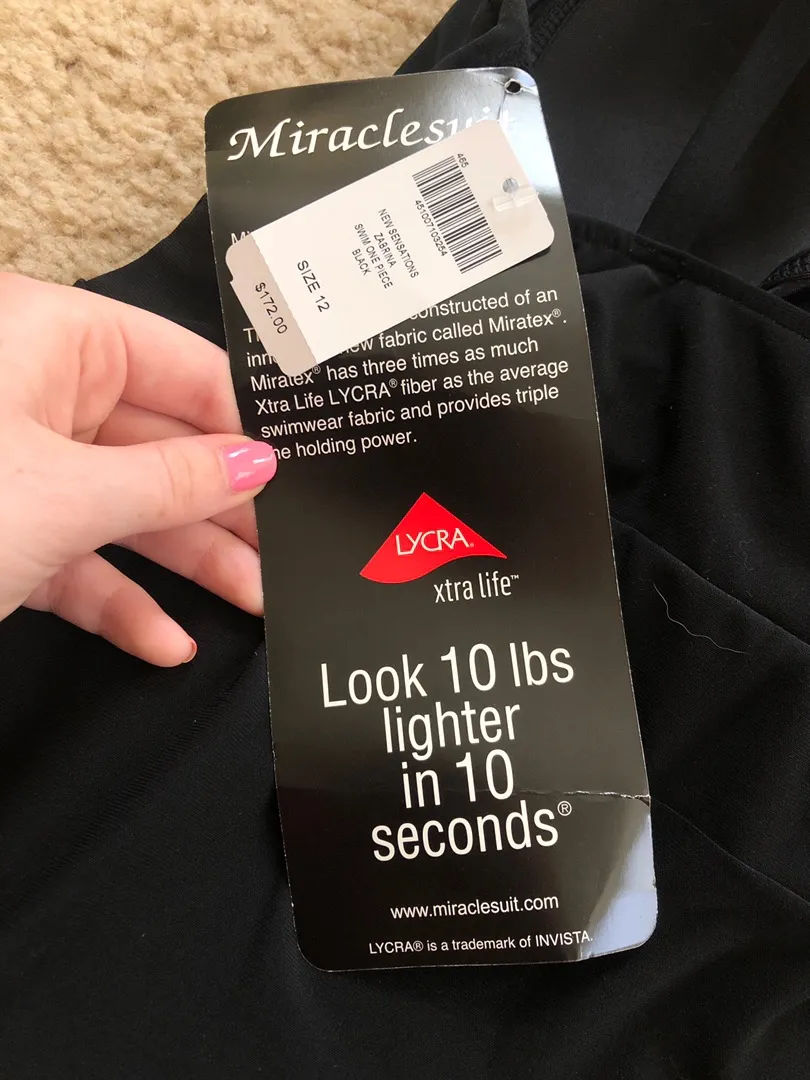 Miraclesuit
465
451007103254
NEW SENSATIONS
ZABRINA
SWIM ONE PIECE
BLACK
SIZE 12
$172.00
constructed of an
new fabric called Miratex®.
Miratex® has three times as much
Xtra Life LYCRA® fiber as the average
swimwear fabric and provides triple
the holding power.
LYCRA®
xtra life™
Look 10 lbs
lighter
in 10
seconds®
www.miraclesuit.com
LYCRA® is a trademark of INVISTA.